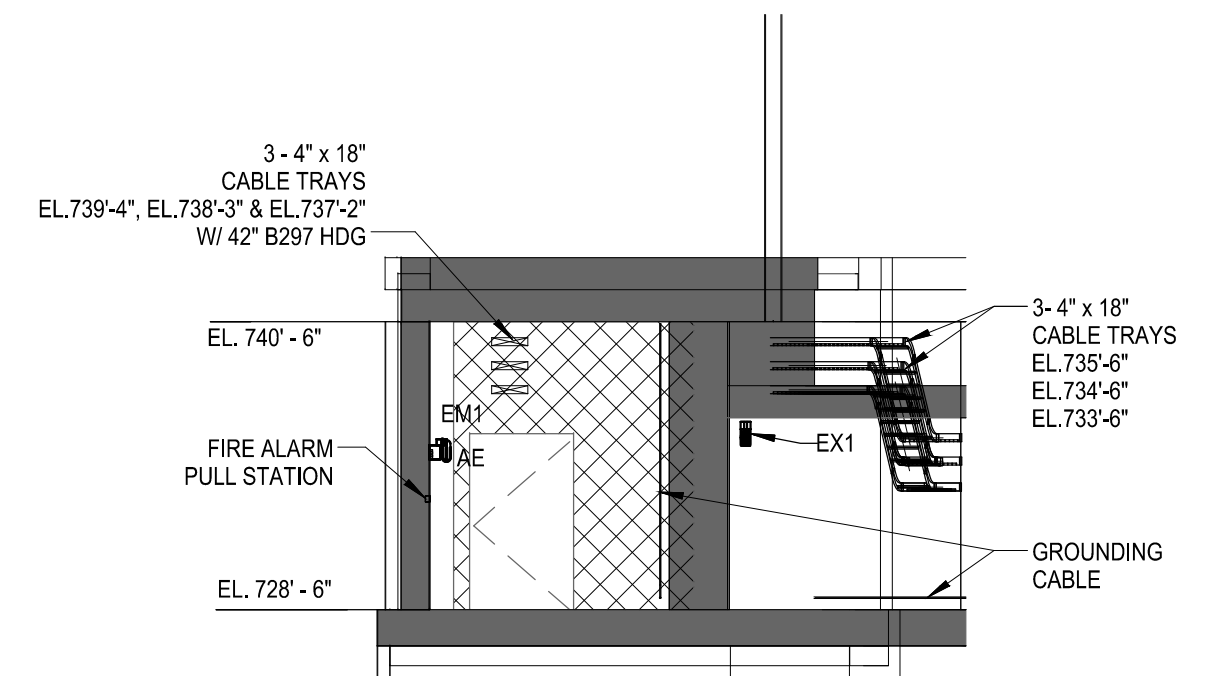 3 - 4" x 18"
CABLE TRAYS
EL.739'-4", EL.738'-3" & EL.737'-2"
W/ 42" B297 HDG
EL. 740' - 6"
3- 4" x 18"
CABLE TRAYS
EL.735'-6"
EL.734'-6"
EL.733'-6"
EM1
AE
FIRE ALARM
PULL STATION
EX1
EL. 728' - 6"
GROUNDING
CABLE